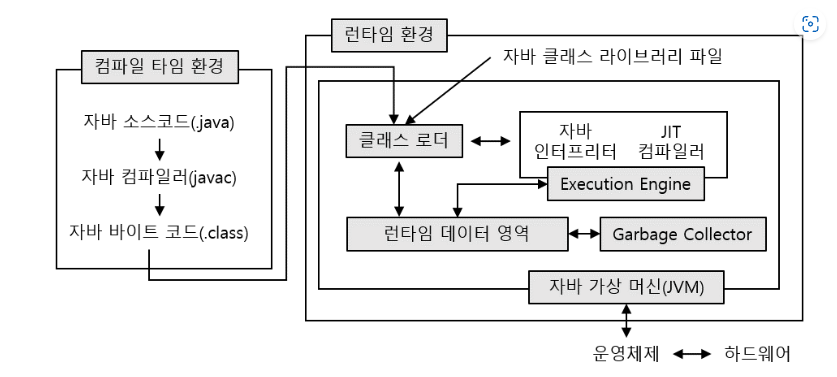 런타임 환경
컴파일 타임 환경
자바 클래스 라이브러리 파일
자바 소스코드(.java)
자바 컴파일러(javac)
자바 바이트 코드(.class)
클래스 로더
자바
인터프리터
JIT
컴파일러
Execution Engine
런타임 데이터 영역
Garbage Collector
자바 가상 머신(JVM)
운영체제
하드웨어